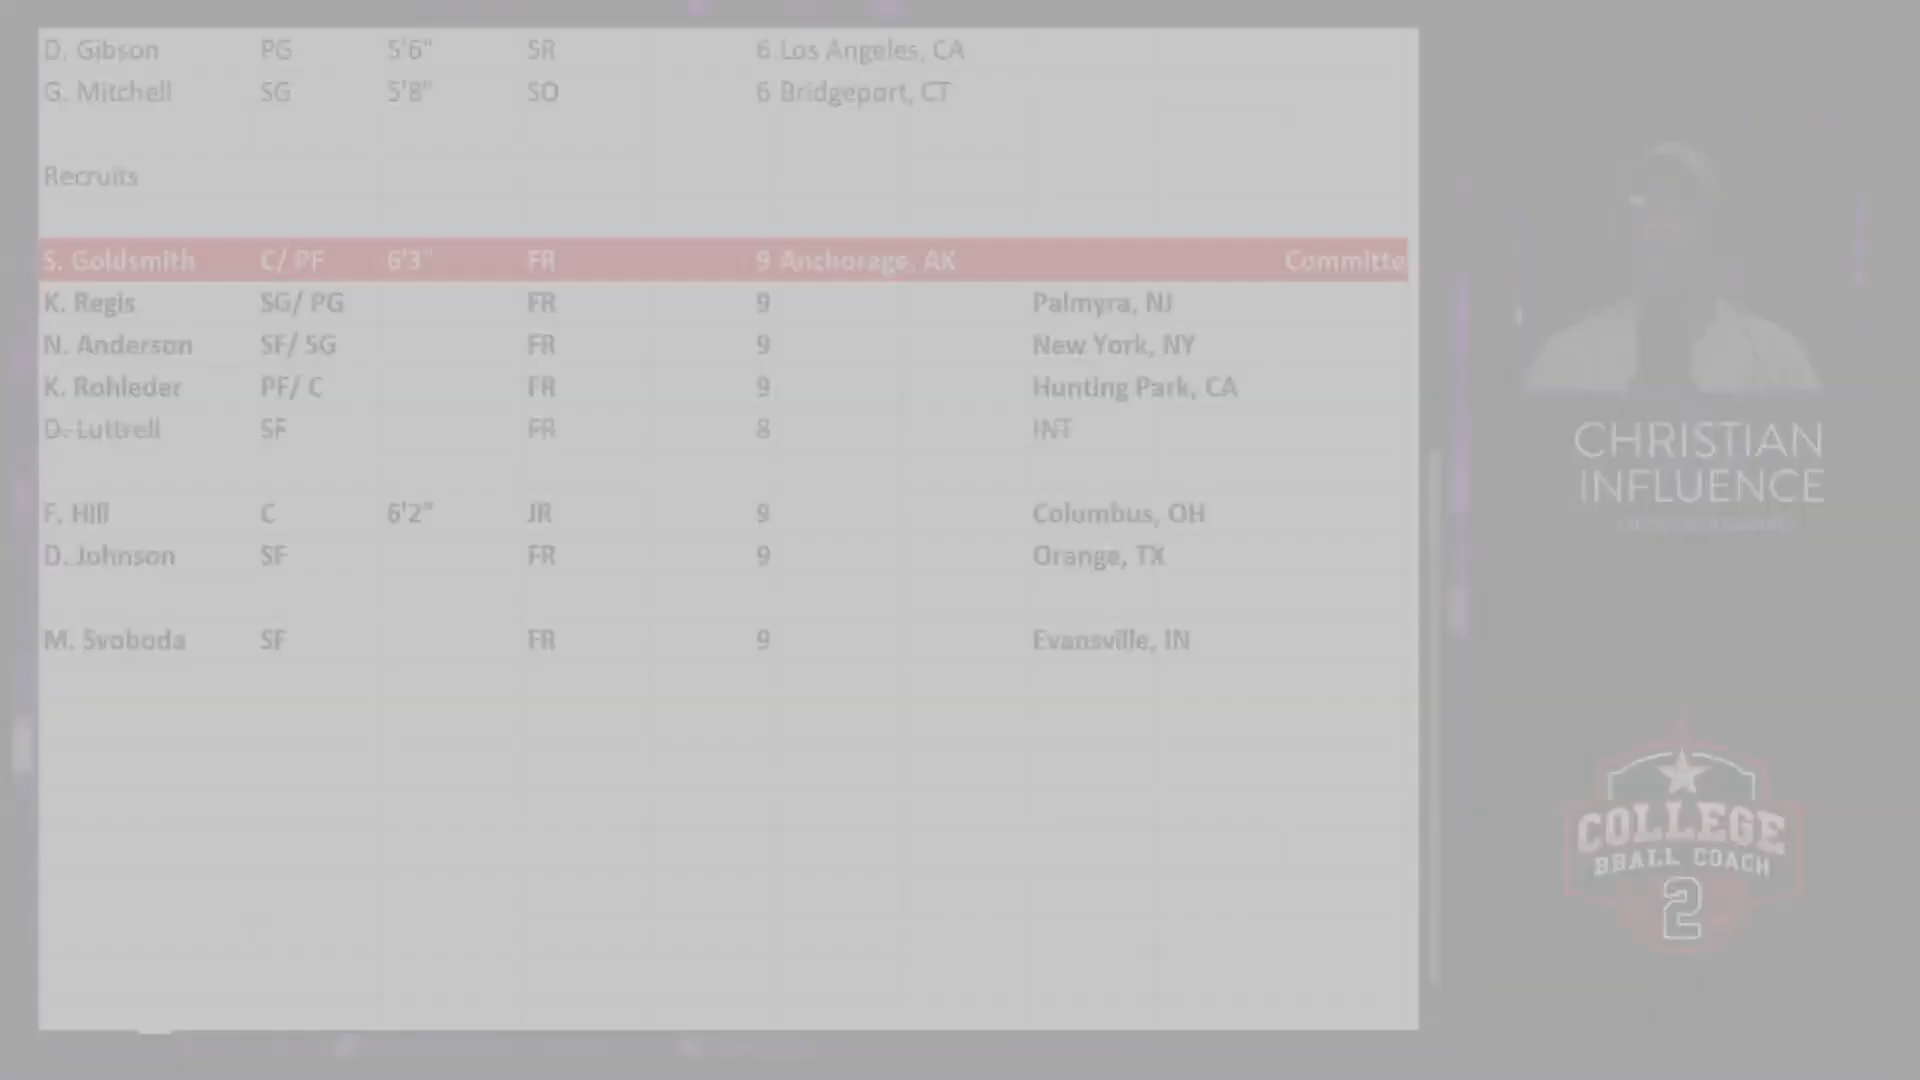 D. Gibson PG 5'6" SR 6 Los Angeles, CA
G. Mitchell SG 5'8" SO 6 Bridgeport, CT
Recruits
S. Goldsmith C/ PF 6'3" FR 9 Anchorage, AK Committe
K. Regis SG/ PG FR 9 Palmyra, NJ
N. Anderson SF/ SG FR 9 New York, NY
K. Rohleder PF/ C FR 9 Hunting Park, CA
D. Luttrell SF FR 8 INT
F. Hill C 6'2" JR 9 Columbus, OH
D. Johnson SF FR 9 Orange, TX
M. Svoboda SF FR 9 Evansville, IN
CHRISTIAN
INFLUENCE
COLLEGE
BBALL COACH
2